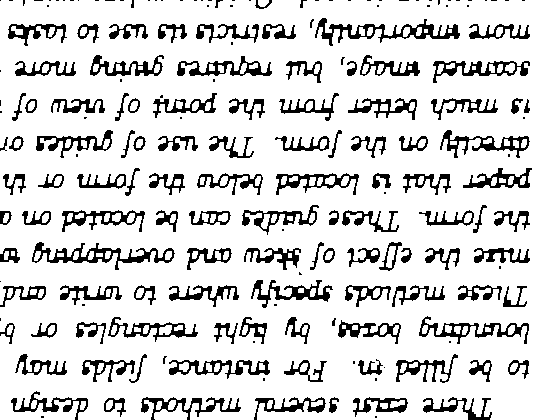 There exist several methods to design
to be filled in. For instance, fields may
bounding boxes, by light rectangles or by
These methods specify where to write and,
mize the effect of skew and overlapping
the form. These guides can be located on a
paper that is located below the form or
directly on the form. The use of guides on
is much better from the point of view of
scanned image, but requires giving more
more importantly, restricts its use to tasks